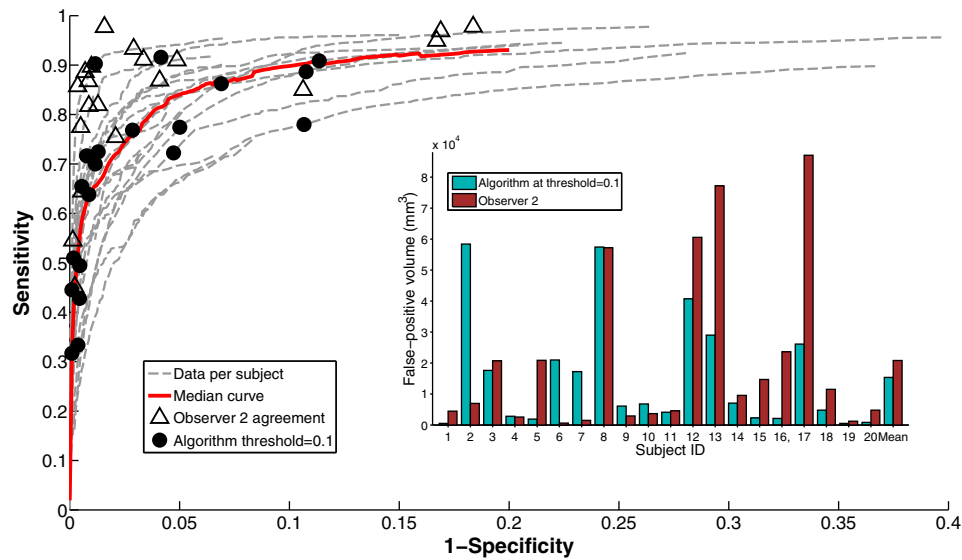 1
0.9
0.8
0.7
0.6
0.5
0.4
0.3
0.2
0.1
0
Sensitivity
0 0.05 0.1 0.15 0.2 0.25 0.3 0.35 0.4
1−Specificity
Data per subject
Median curve
Observer 2 agreement
Algorithm threshold=0.1
x 10⁴
8
7
6
5
4
3
2
1
0
False−positive volume (mm³)
Algorithm at threshold=0.1
Observer 2
1 2 3 4 5 6 7 8 9 10 11 12 13 14 15 16, 17 18 19 20Mean
Subject ID